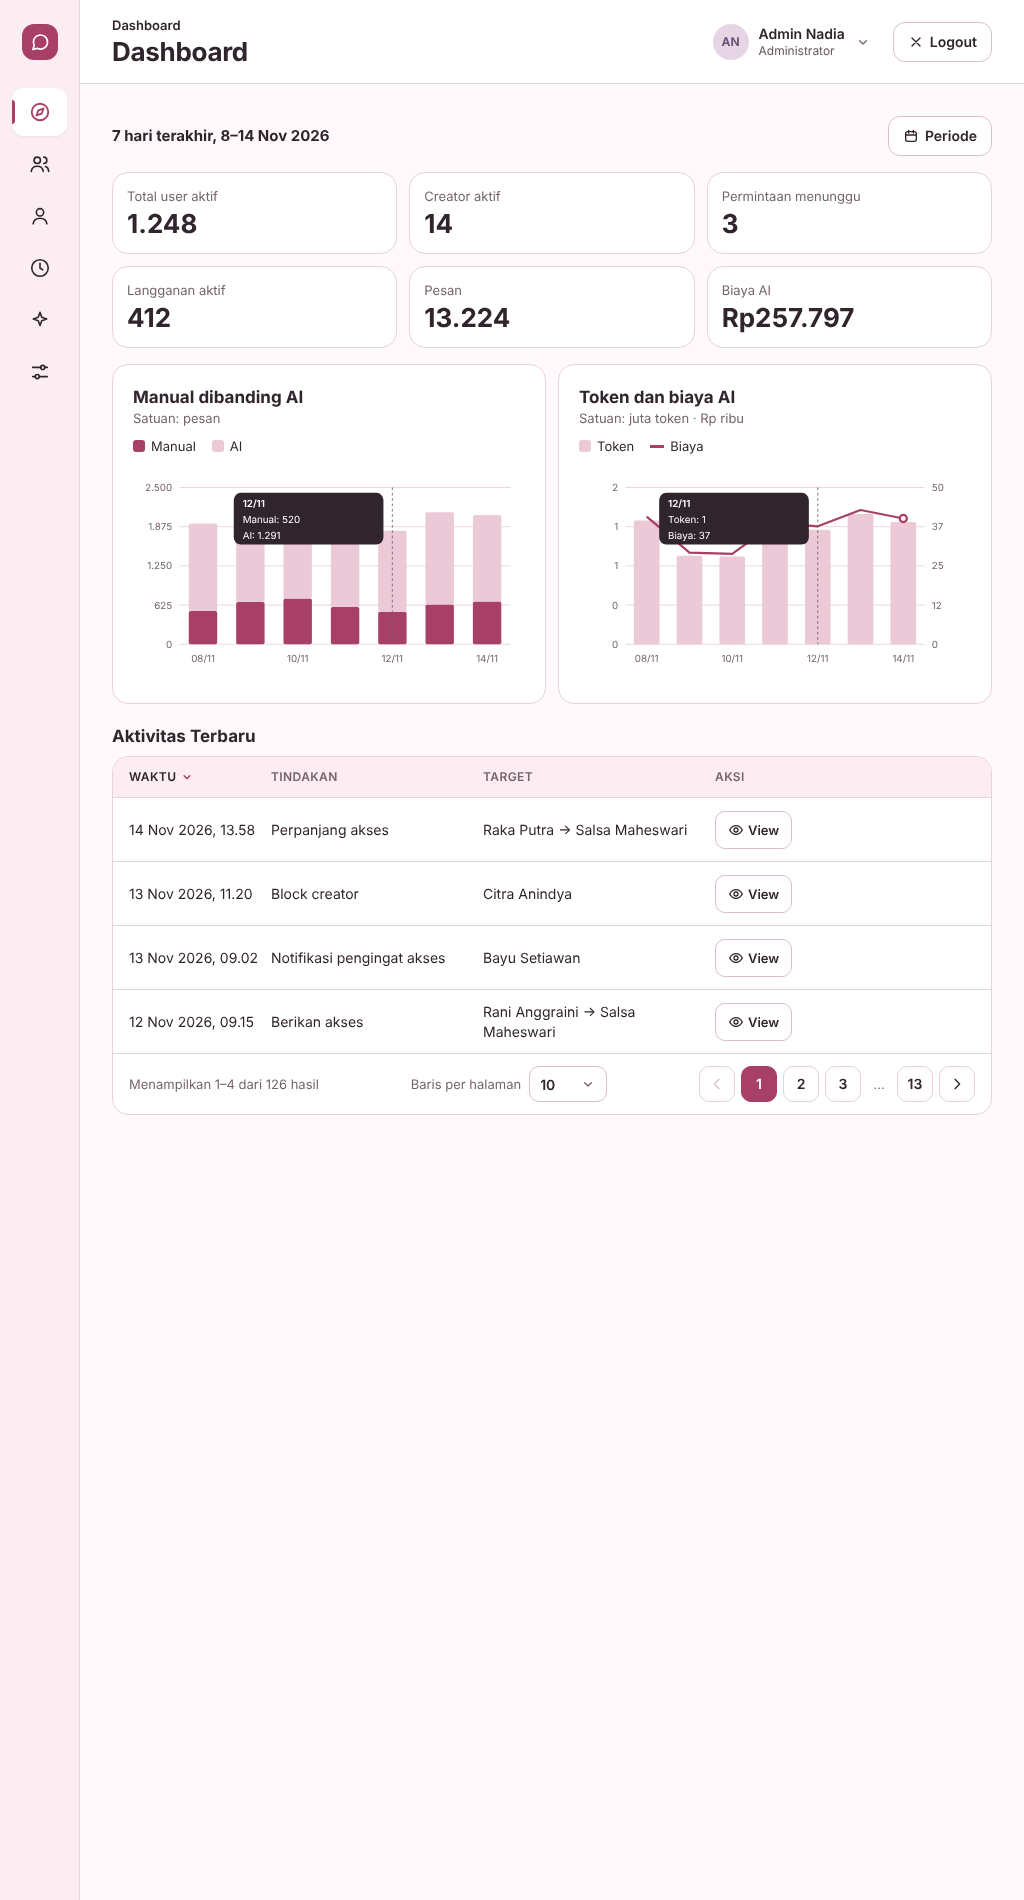 Dashboard
Dashboard
AN
Admin Nadia
Administrator
Logout
7 hari terakhir, 8–14 Nov 2026
Periode
Total user aktif
1.248
Creator aktif
14
Permintaan menunggu
3
Langganan aktif
412
Pesan
13.224
Biaya AI
Rp257.797
Manual dibanding AI
Satuan: pesan
Manual AI
2.500
1.875
1.250
625
0
12/11
Manual: 520
AI: 1.291
08/11 10/11 12/11 14/11
Token dan biaya AI
Satuan: juta token · Rp ribu
Token Biaya
2
1
1
0
0
12/11
Token: 1
Biaya: 37
50
37
25
12
0
08/11 10/11 12/11 14/11
Aktivitas Terbaru
WAKTU TINDAKAN TARGET AKSI
14 Nov 2026, 13.58 Perpanjang akses Raka Putra → Salsa Maheswari View
13 Nov 2026, 11.20 Block creator Citra Anindya View
13 Nov 2026, 09.02 Notifikasi pengingat akses Bayu Setiawan View
12 Nov 2026, 09.15 Berikan akses Rani Anggraini → Salsa Maheswari View
Menampilkan 1–4 dari 126 hasil Baris per halaman 10 1 2 3 ... 13